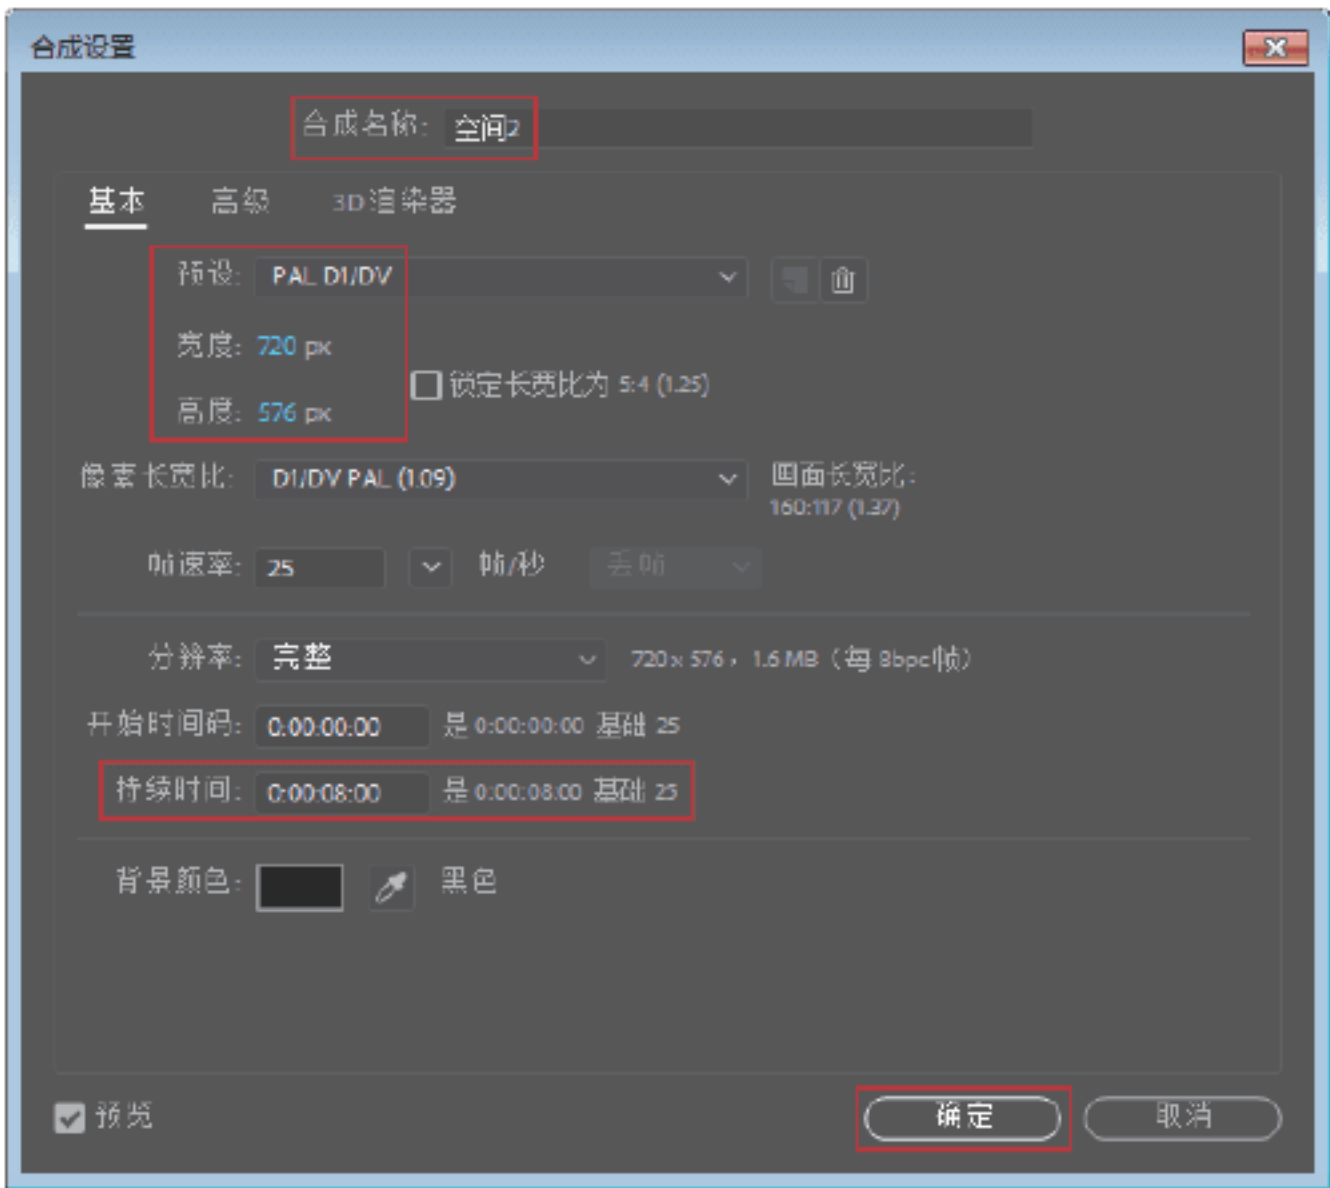 合成设置
合成名称: 空间2
基本 高级 3D 渲染器
预设: PAL D1/DV
宽度: 720 px
锁定长宽比为 5:4 (1.25)
高度: 576 px
像素长宽比: D1/DV PAL (1.09) 画面长宽比:
160:117 (1.37)
帧速率: 25 帧/秒 丢帧
分辨率: 完整 720 x 576，1.6 MB（每 8bpc帧）
开始时间码: 0:00:00:00 是 0:00:00:00 基础 25
持续时间: 0:00:08:00 是 0:00:08:00 基础 25
背景颜色: 黑色
预览 确定 取消